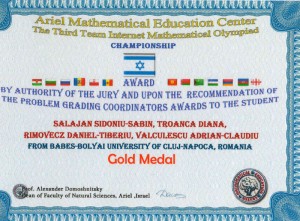 Ariel Mathematical Education Center
The Third Team Internet Mathematical Olympiad
CHAMPIONSHIP
AWARD
BY AUTHORITY OF THE JURY AND UPON THE RECOMMENDATION OF
THE PROBLEM GRADING COORDINATORS AWARDS TO THE STUDENT
SALAJAN SIDONIU-SABIN, TROANCA DIANA,
RIMOVECZ DANIEL-TIBERIU, VALCULESCU ADRIAN-CLAUDIU
FROM BABES-BOLYAI UNIVERSITY OF CLUJ-NAPOCA, ROMANIA
Gold Medal
Prof. Alexander Domoshnitsky
Dean of Faculty of Natural Sciences, Ariel ,Israel